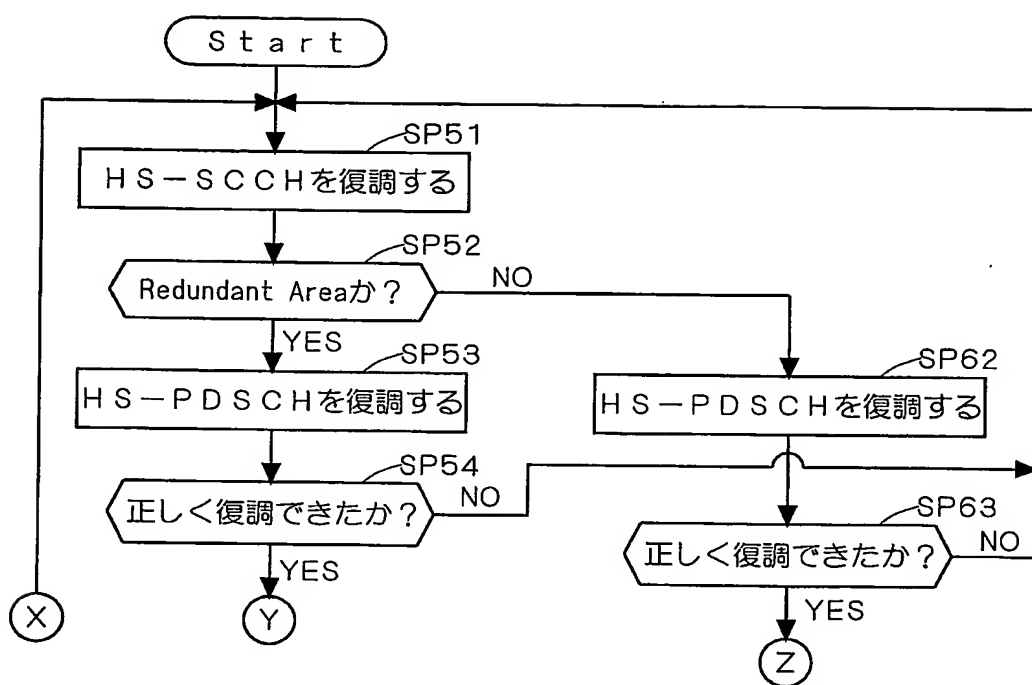 Start
SP51
HS-SCCHを復調する
SP52
Redundant Areaか?
NO
YES
SP53
HS-PDSCHを復調する
SP62
HS-PDSCHを復調する
SP54
正しく復調できたか?
NO
SP63
正しく復調できたか?
NO
YES
YES
X
Y
Z